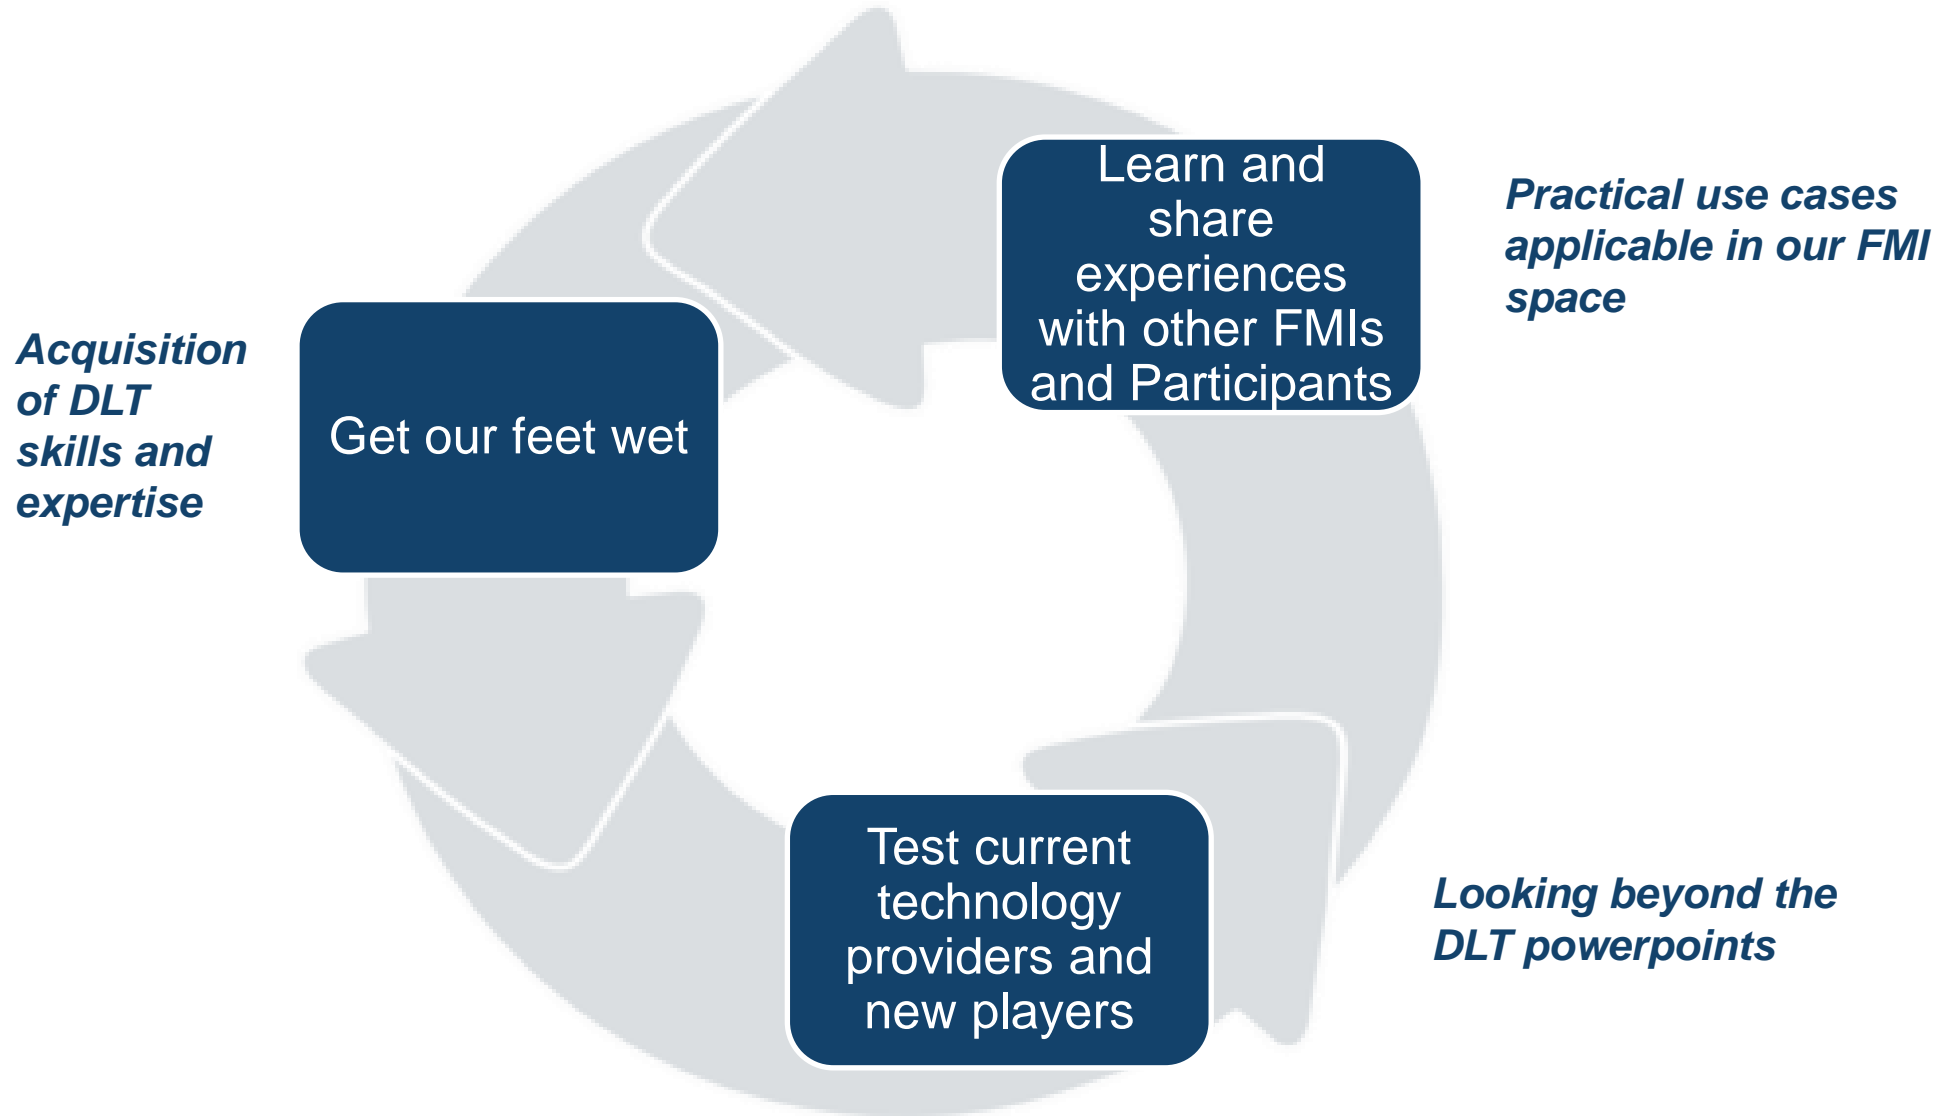 Learn and
share
experiences
with other FMIs
and Participants
Practical use cases
applicable in our FMI
space
Acquisition
of DLT
skills and
expertise
Get our feet wet
Test current
technology
providers and
new players
Looking beyond the
DLT powerpoints